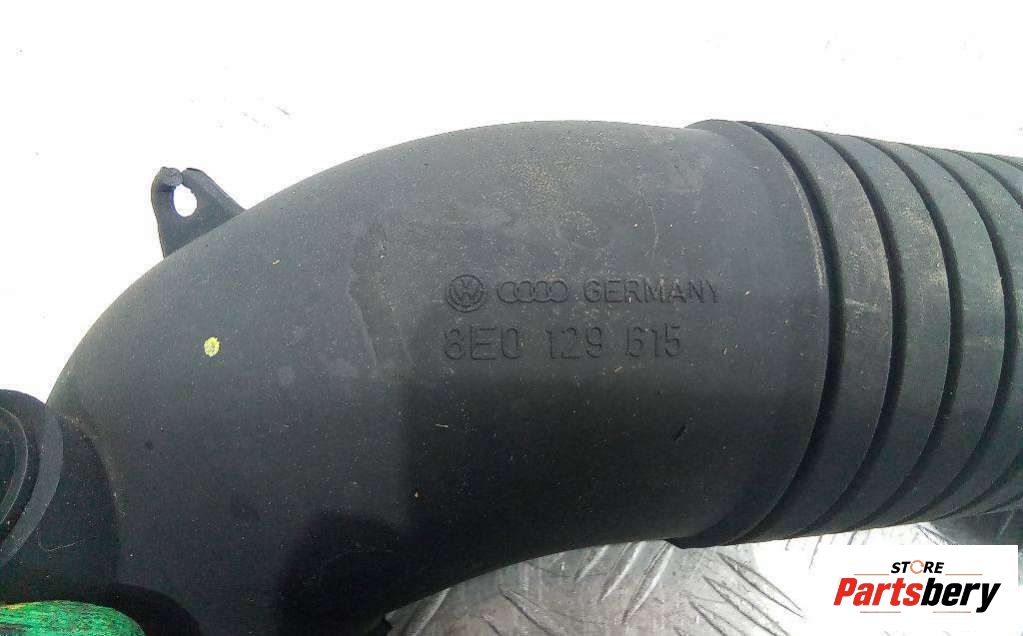 GERMANY
8E0 129 615
STORE
Partsbery